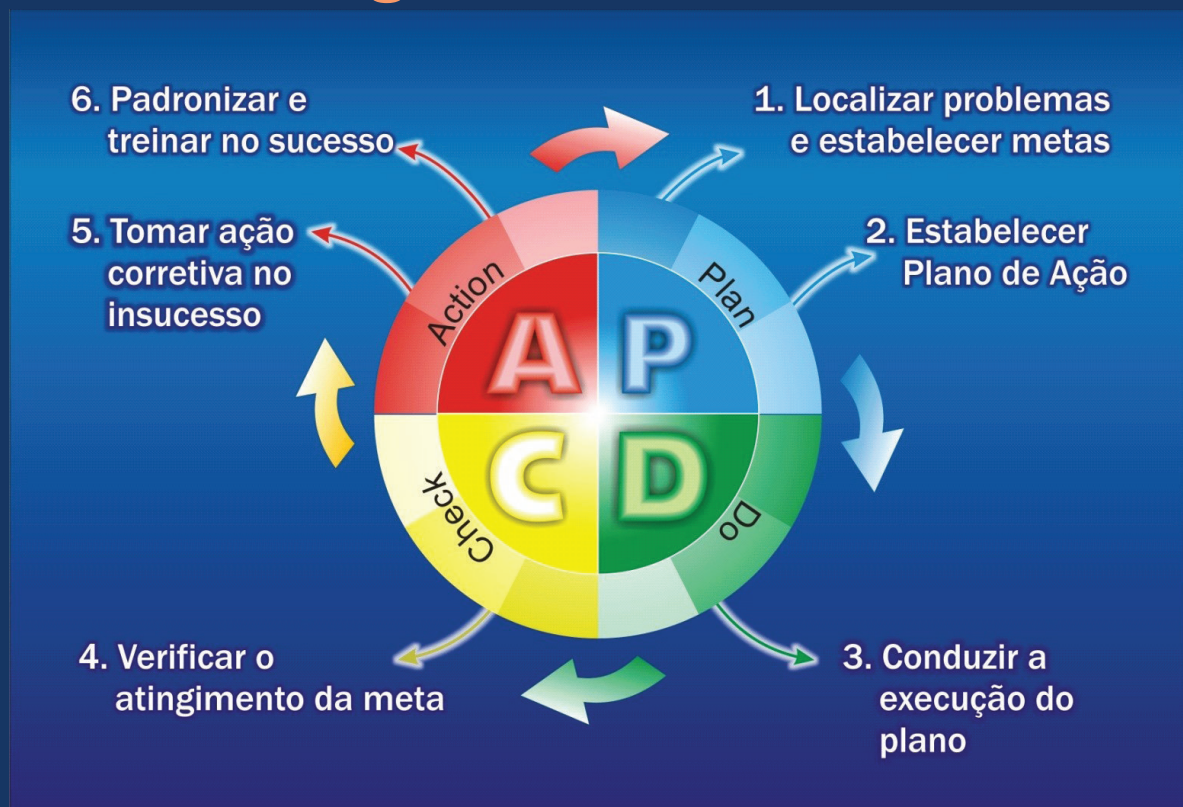 6. Padronizar e
treinar no sucesso
1. Localizar problemas
e estabelecer metas
5. Tomar ação
corretiva no
insucesso
2. Estabelecer
Plano de Ação
Action
Plan
A P
C D
Check
Do
4. Verificar o
atingimento da meta
3. Conduzir a
execução do
plano